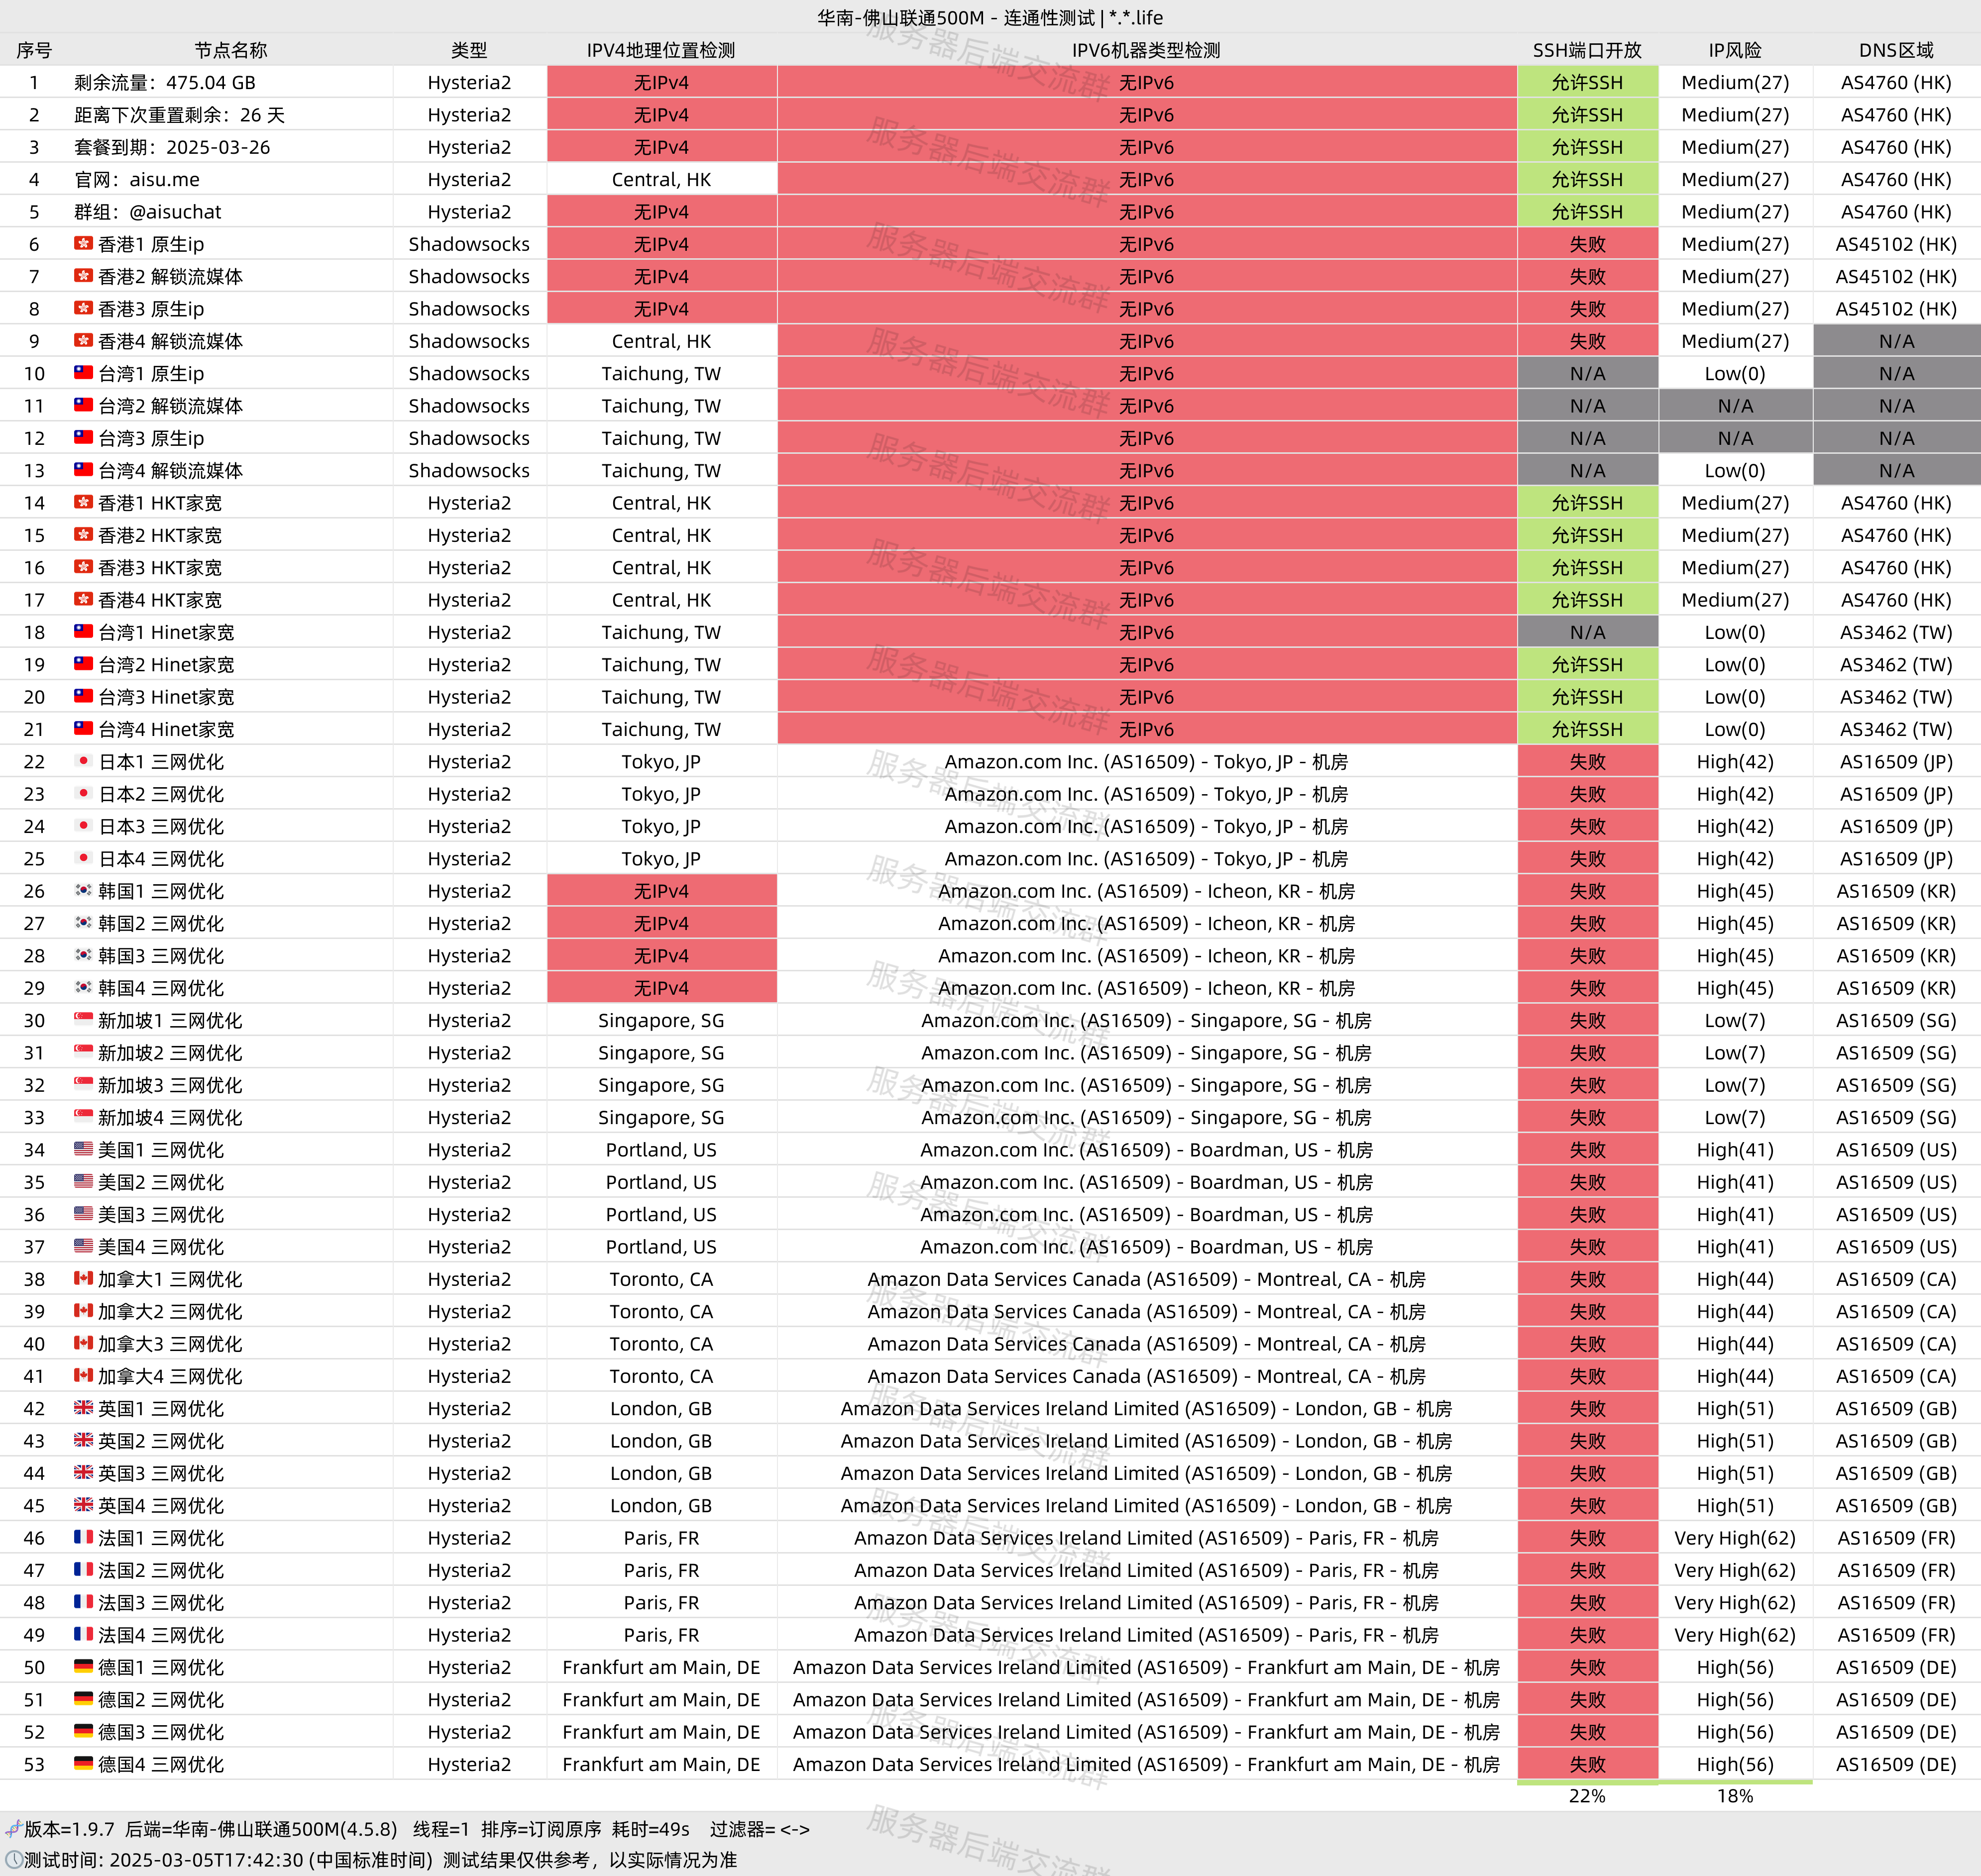 华南-佛山联通500M - 连通性测试 | *.*.life
序号 节点名称 类型 IPV4地理位置检测 IPV6机器类型检测 SSH端口开放 IP风险 DNS区域
1 剩余流量：475.04 GB Hysteria2 无IPv4 无IPv6 允许SSH Medium(27) AS4760 (HK)
2 距离下次重置剩余：26 天 Hysteria2 无IPv4 无IPv6 允许SSH Medium(27) AS4760 (HK)
3 套餐到期：2025-03-26 Hysteria2 无IPv4 无IPv6 允许SSH Medium(27) AS4760 (HK)
4 官网：aisu.me Hysteria2 Central, HK 无IPv6 允许SSH Medium(27) AS4760 (HK)
5 群组：@aisuchat Hysteria2 无IPv4 无IPv6 允许SSH Medium(27) AS4760 (HK)
6 香港1 原生ip Shadowsocks 无IPv4 无IPv6 失败 Medium(27) AS45102 (HK)
7 香港2 解锁流媒体 Shadowsocks 无IPv4 无IPv6 失败 Medium(27) AS45102 (HK)
8 香港3 原生ip Shadowsocks 无IPv4 无IPv6 失败 Medium(27) AS45102 (HK)
9 香港4 解锁流媒体 Shadowsocks Central, HK 无IPv6 失败 Medium(27) N/A
10 台湾1 原生ip Shadowsocks Taichung, TW 无IPv6 N/A Low(0) N/A
11 台湾2 解锁流媒体 Shadowsocks Taichung, TW 无IPv6 N/A N/A N/A
12 台湾3 原生ip Shadowsocks Taichung, TW 无IPv6 N/A N/A N/A
13 台湾4 解锁流媒体 Shadowsocks Taichung, TW 无IPv6 N/A Low(0) N/A
14 香港1 HKT家宽 Hysteria2 Central, HK 无IPv6 允许SSH Medium(27) AS4760 (HK)
15 香港2 HKT家宽 Hysteria2 Central, HK 无IPv6 允许SSH Medium(27) AS4760 (HK)
16 香港3 HKT家宽 Hysteria2 Central, HK 无IPv6 允许SSH Medium(27) AS4760 (HK)
17 香港4 HKT家宽 Hysteria2 Central, HK 无IPv6 允许SSH Medium(27) AS4760 (HK)
18 台湾1 Hinet家宽 Hysteria2 Taichung, TW 无IPv6 N/A Low(0) AS3462 (TW)
19 台湾2 Hinet家宽 Hysteria2 Taichung, TW 无IPv6 允许SSH Low(0) AS3462 (TW)
20 台湾3 Hinet家宽 Hysteria2 Taichung, TW 无IPv6 允许SSH Low(0) AS3462 (TW)
21 台湾4 Hinet家宽 Hysteria2 Taichung, TW 无IPv6 允许SSH Low(0) AS3462 (TW)
22 日本1 三网优化 Hysteria2 Tokyo, JP Amazon.com Inc. (AS16509) - Tokyo, JP - 机房 失败 High(42) AS16509 (JP)
23 日本2 三网优化 Hysteria2 Tokyo, JP Amazon.com Inc. (AS16509) - Tokyo, JP - 机房 失败 High(42) AS16509 (JP)
24 日本3 三网优化 Hysteria2 Tokyo, JP Amazon.com Inc. (AS16509) - Tokyo, JP - 机房 失败 High(42) AS16509 (JP)
25 日本4 三网优化 Hysteria2 Tokyo, JP Amazon.com Inc. (AS16509) - Tokyo, JP - 机房 失败 High(42) AS16509 (JP)
26 韩国1 三网优化 Hysteria2 无IPv4 Amazon.com Inc. (AS16509) - Icheon, KR - 机房 失败 High(45) AS16509 (KR)
27 韩国2 三网优化 Hysteria2 无IPv4 Amazon.com Inc. (AS16509) - Icheon, KR - 机房 失败 High(45) AS16509 (KR)
28 韩国3 三网优化 Hysteria2 无IPv4 Amazon.com Inc. (AS16509) - Icheon, KR - 机房 失败 High(45) AS16509 (KR)
29 韩国4 三网优化 Hysteria2 无IPv4 Amazon.com Inc. (AS16509) - Icheon, KR - 机房 失败 High(45) AS16509 (KR)
30 新加坡1 三网优化 Hysteria2 Singapore, SG Amazon.com Inc. (AS16509) - Singapore, SG - 机房 失败 Low(7) AS16509 (SG)
31 新加坡2 三网优化 Hysteria2 Singapore, SG Amazon.com Inc. (AS16509) - Singapore, SG - 机房 失败 Low(7) AS16509 (SG)
32 新加坡3 三网优化 Hysteria2 Singapore, SG Amazon.com Inc. (AS16509) - Singapore, SG - 机房 失败 Low(7) AS16509 (SG)
33 新加坡4 三网优化 Hysteria2 Singapore, SG Amazon.com Inc. (AS16509) - Singapore, SG - 机房 失败 Low(7) AS16509 (SG)
34 美国1 三网优化 Hysteria2 Portland, US Amazon.com Inc. (AS16509) - Boardman, US - 机房 失败 High(41) AS16509 (US)
35 美国2 三网优化 Hysteria2 Portland, US Amazon.com Inc. (AS16509) - Boardman, US - 机房 失败 High(41) AS16509 (US)
36 美国3 三网优化 Hysteria2 Portland, US Amazon.com Inc. (AS16509) - Boardman, US - 机房 失败 High(41) AS16509 (US)
37 美国4 三网优化 Hysteria2 Portland, US Amazon.com Inc. (AS16509) - Boardman, US - 机房 失败 High(41) AS16509 (US)
38 加拿大1 三网优化 Hysteria2 Toronto, CA Amazon Data Services Canada (AS16509) - Montreal, CA - 机房 失败 High(44) AS16509 (CA)
39 加拿大2 三网优化 Hysteria2 Toronto, CA Amazon Data Services Canada (AS16509) - Montreal, CA - 机房 失败 High(44) AS16509 (CA)
40 加拿大3 三网优化 Hysteria2 Toronto, CA Amazon Data Services Canada (AS16509) - Montreal, CA - 机房 失败 High(44) AS16509 (CA)
41 加拿大4 三网优化 Hysteria2 Toronto, CA Amazon Data Services Canada (AS16509) - Montreal, CA - 机房 失败 High(44) AS16509 (CA)
42 英国1 三网优化 Hysteria2 London, GB Amazon Data Services Ireland Limited (AS16509) - London, GB - 机房 失败 High(51) AS16509 (GB)
43 英国2 三网优化 Hysteria2 London, GB Amazon Data Services Ireland Limited (AS16509) - London, GB - 机房 失败 High(51) AS16509 (GB)
44 英国3 三网优化 Hysteria2 London, GB Amazon Data Services Ireland Limited (AS16509) - London, GB - 机房 失败 High(51) AS16509 (GB)
45 英国4 三网优化 Hysteria2 London, GB Amazon Data Services Ireland Limited (AS16509) - London, GB - 机房 失败 High(51) AS16509 (GB)
46 法国1 三网优化 Hysteria2 Paris, FR Amazon Data Services Ireland Limited (AS16509) - Paris, FR - 机房 失败 Very High(62) AS16509 (FR)
47 法国2 三网优化 Hysteria2 Paris, FR Amazon Data Services Ireland Limited (AS16509) - Paris, FR - 机房 失败 Very High(62) AS16509 (FR)
48 法国3 三网优化 Hysteria2 Paris, FR Amazon Data Services Ireland Limited (AS16509) - Paris, FR - 机房 失败 Very High(62) AS16509 (FR)
49 法国4 三网优化 Hysteria2 Paris, FR Amazon Data Services Ireland Limited (AS16509) - Paris, FR - 机房 失败 Very High(62) AS16509 (FR)
50 德国1 三网优化 Hysteria2 Frankfurt am Main, DE Amazon Data Services Ireland Limited (AS16509) - Frankfurt am Main, DE - 机房 失败 High(56) AS16509 (DE)
51 德国2 三网优化 Hysteria2 Frankfurt am Main, DE Amazon Data Services Ireland Limited (AS16509) - Frankfurt am Main, DE - 机房 失败 High(56) AS16509 (DE)
52 德国3 三网优化 Hysteria2 Frankfurt am Main, DE Amazon Data Services Ireland Limited (AS16509) - Frankfurt am Main, DE - 机房 失败 High(56) AS16509 (DE)
53 德国4 三网优化 Hysteria2 Frankfurt am Main, DE Amazon Data Services Ireland Limited (AS16509) - Frankfurt am Main, DE - 机房 失败 High(56) AS16509 (DE)
22% 18%
版本=1.9.7 后端=华南-佛山联通500M(4.5.8) 线程=1 排序=订阅原序 耗时=49s 过滤器= <->
测试时间: 2025-03-05T17:42:30 (中国标准时间) 测试结果仅供参考，以实际情况为准
服务器后端交流群